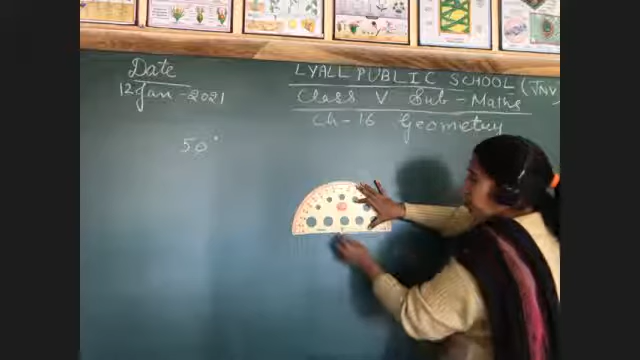 Date
12 Jan - 2021
LYALL PUBLIC SCHOOL (JNV)
Class V Sub - Maths
Ch - 16 Geometry
50°